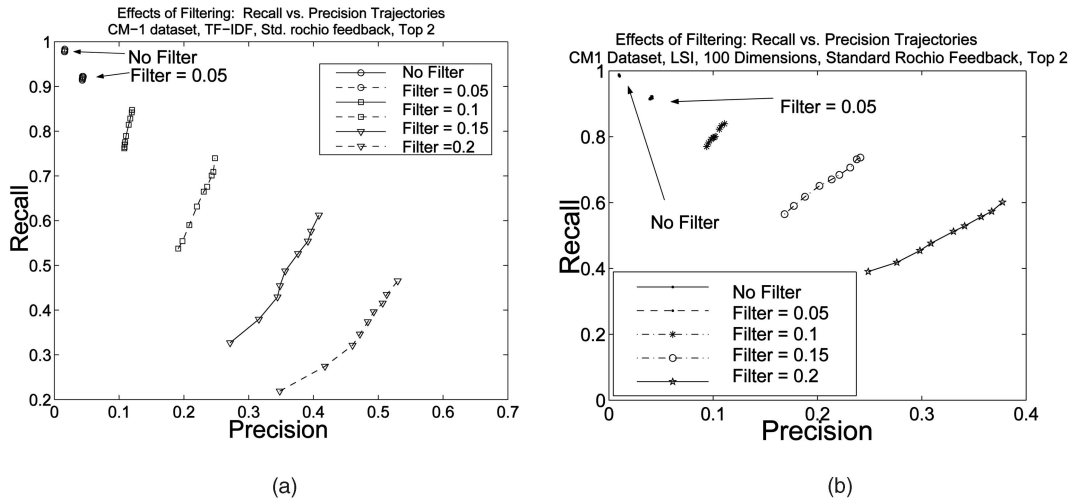 Effects of Filtering: Recall vs. Precision Trajectories
CM−1 dataset, TF−IDF, Std. rochio feedback, Top 2
1
0.9
0.8
0.7
0.6
0.5
0.4
0.3
0.2
Recall
No Filter
Filter = 0.05
No Filter
Filter = 0.05
Filter = 0.1
Filter = 0.1
Filter = 0.15
Filter =0.2
0
0.1
0.2
0.3
0.4
0.5
0.6
0.7
Precision
(a)
Effects of Filtering: Recall vs. Precision Trajectories
CM1 Dataset, LSI, 100 Dimensions, Standard Rochio Feedback, Top 2
1
0.8
0.6
0.4
0.2
0
Recall
Filter = 0.05
No Filter
No Filter
Filter = 0.05
Filter = 0.1
Filter = 0.15
Filter = 0.2
0
0.1
0.2
0.3
0.4
Precision
(b)